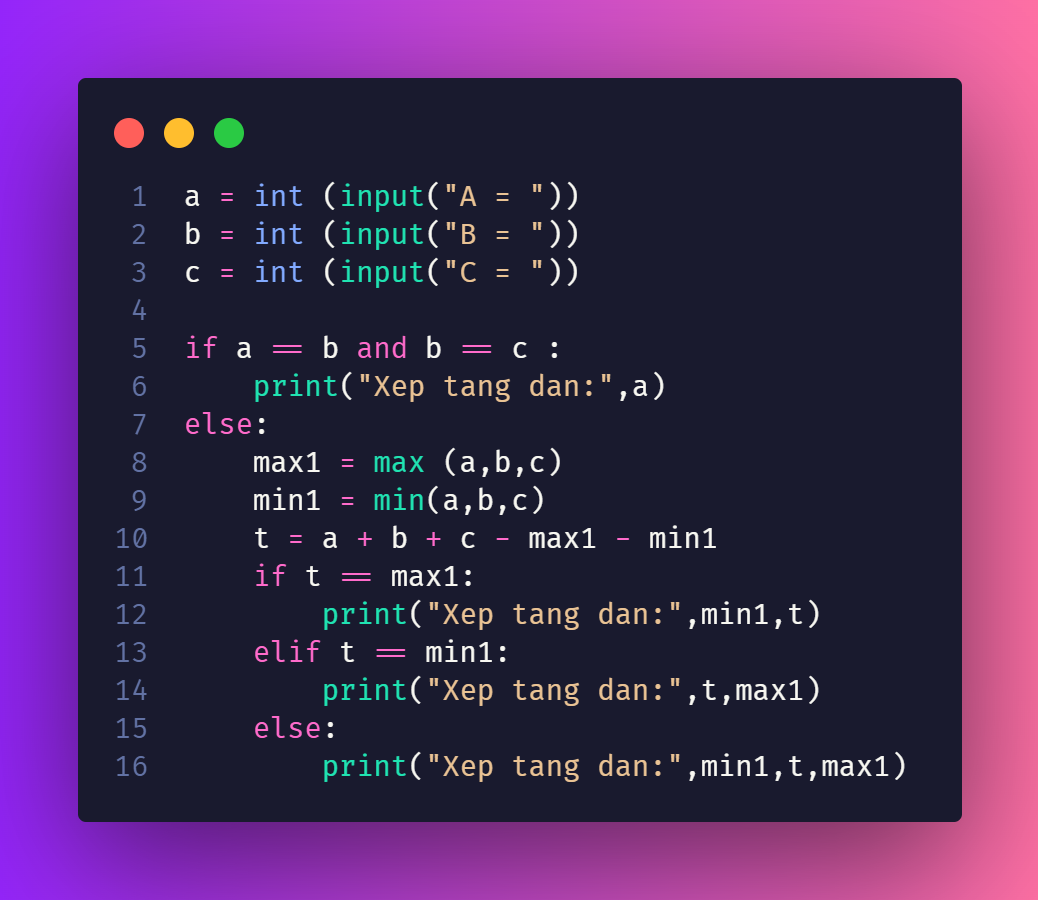 1 a = int (input("A = "))
2 b = int (input("B = "))
3 c = int (input("C = "))
4
5 if a == b and b == c :
6     print("Xep tang dan:",a)
7 else:
8     max1 = max (a,b,c)
9     min1 = min(a,b,c)
10     t = a + b + c - max1 - min1
11     if t == max1:
12         print("Xep tang dan:",min1,t)
13     elif t == min1:
14         print("Xep tang dan:",t,max1)
15     else:
16         print("Xep tang dan:",min1,t,max1)